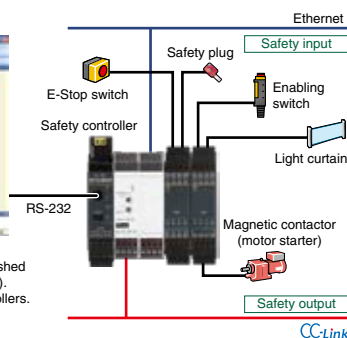 Ethernet
Safety input
Safety plug
E-Stop switch
Enabling
switch
Safety controller
Light curtain
RS-232
Magnetic contactor
(motor starter)
shed
).
llers.
Safety output
CC-Link